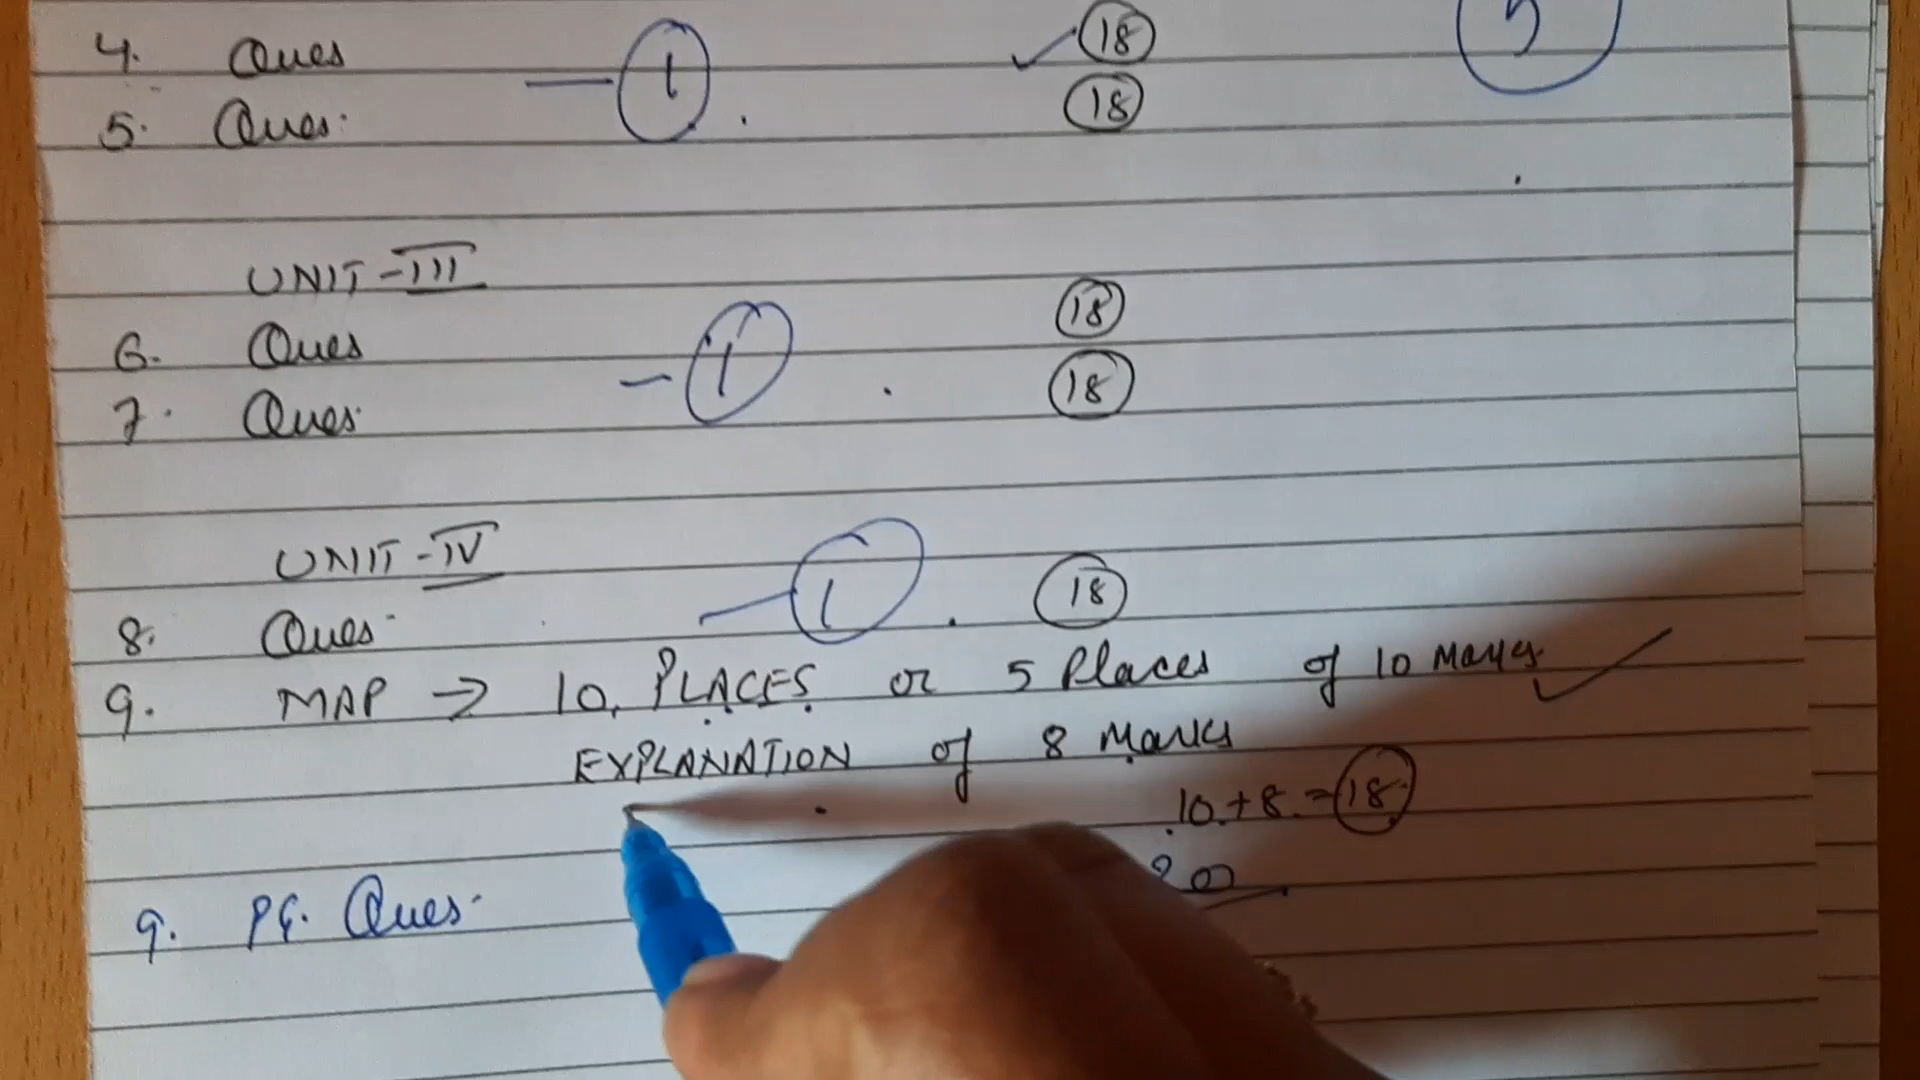 4. Ques 18
— 1 5
5. Ques. 18
UNIT - III
18
6. Ques
— 1
7. Ques. 18
UNIT - IV
8. Ques. — 1 18
9. MAP → 10 PLACES or 5 Places of 10 Marks
EXPLANATION of 8 Marks
10 + 8 = 18
9. Ques.